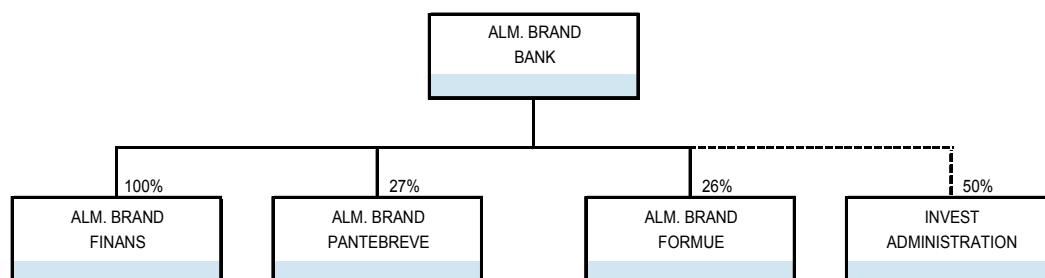 ALM. BRAND
BANK
100%
27%
26%
50%
ALM. BRAND
FINANS
ALM. BRAND
PANTEBREVE
ALM. BRAND
FORMUE
INVEST
ADMINISTRATION